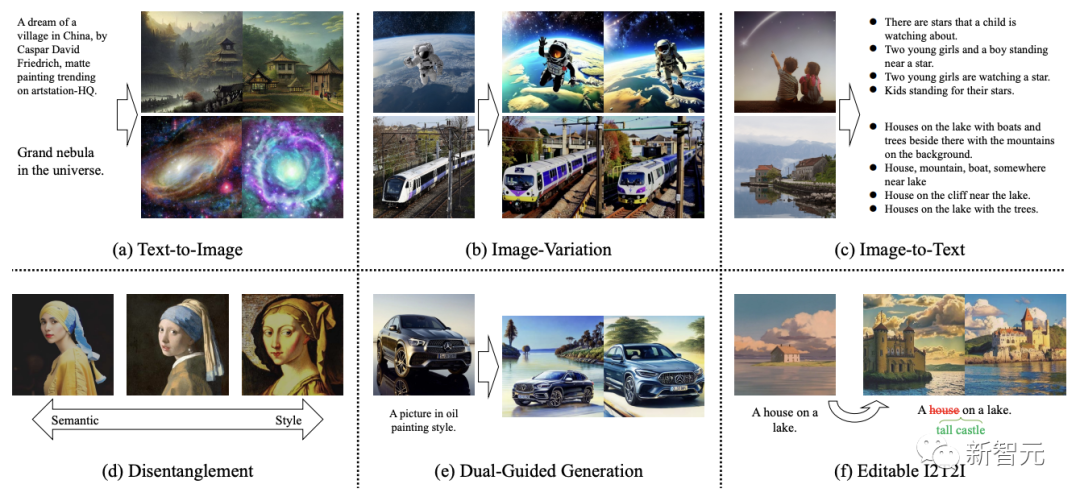 A dream of a
village in China, by
Caspar David
Friedrich, matte
painting trending
on artstation-HQ.
Grand nebula
in the universe.
(a) Text-to-Image
(b) Image-Variation
● There are stars that a child is
watching about.
● Two young girls and a boy standing
near a star.
● Two young girls are watching a star.
● Kids standing for their stars.
● Houses on the lake with boats and
trees beside there with the mountains
on the background.
● House, mountain, boat, somewhere
near lake
● House on the cliff near the lake.
● Houses on the lake with the trees.
(c) Image-to-Text
Semantic
Style
(d) Disentanglement
A picture in oil
painting style.
(e) Dual-Guided Generation
A house on a
lake.
A house on a lake.
tall castle
新智元
(f) Editable I2T2I